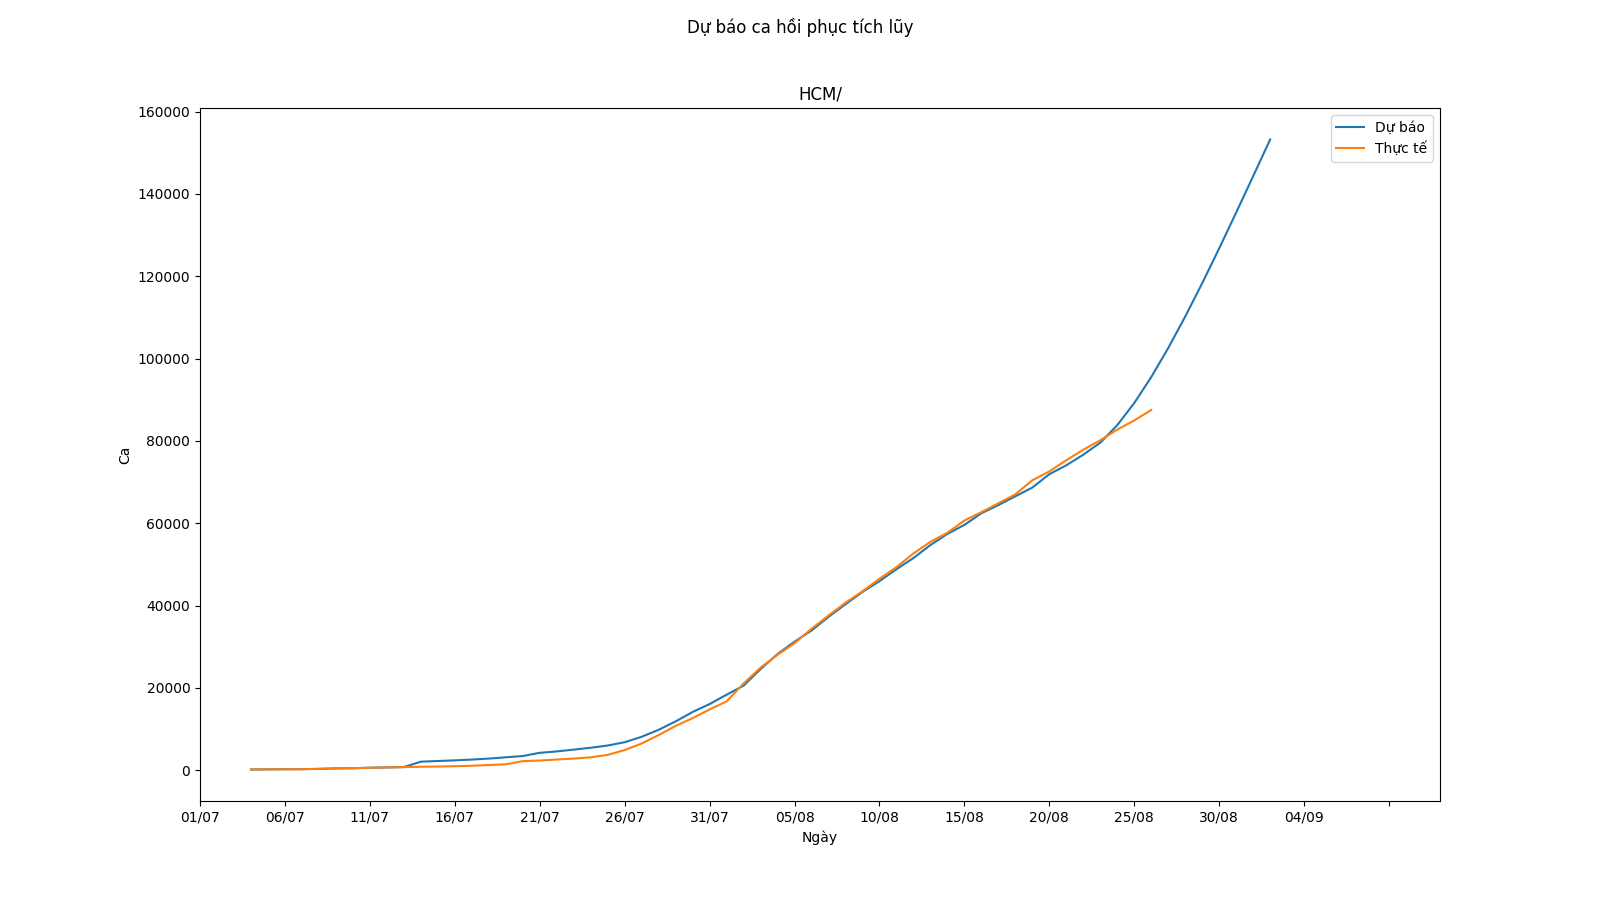 Dự báo ca hồi phục tích lũy
HCM/
160000
140000
120000
100000
80000
60000
40000
20000
0
Ca
Dự báo
Thực tế
01/07 06/07 11/07 16/07 21/07 26/07 31/07 05/08 10/08 15/08 20/08 25/08 30/08 04/09
Ngày